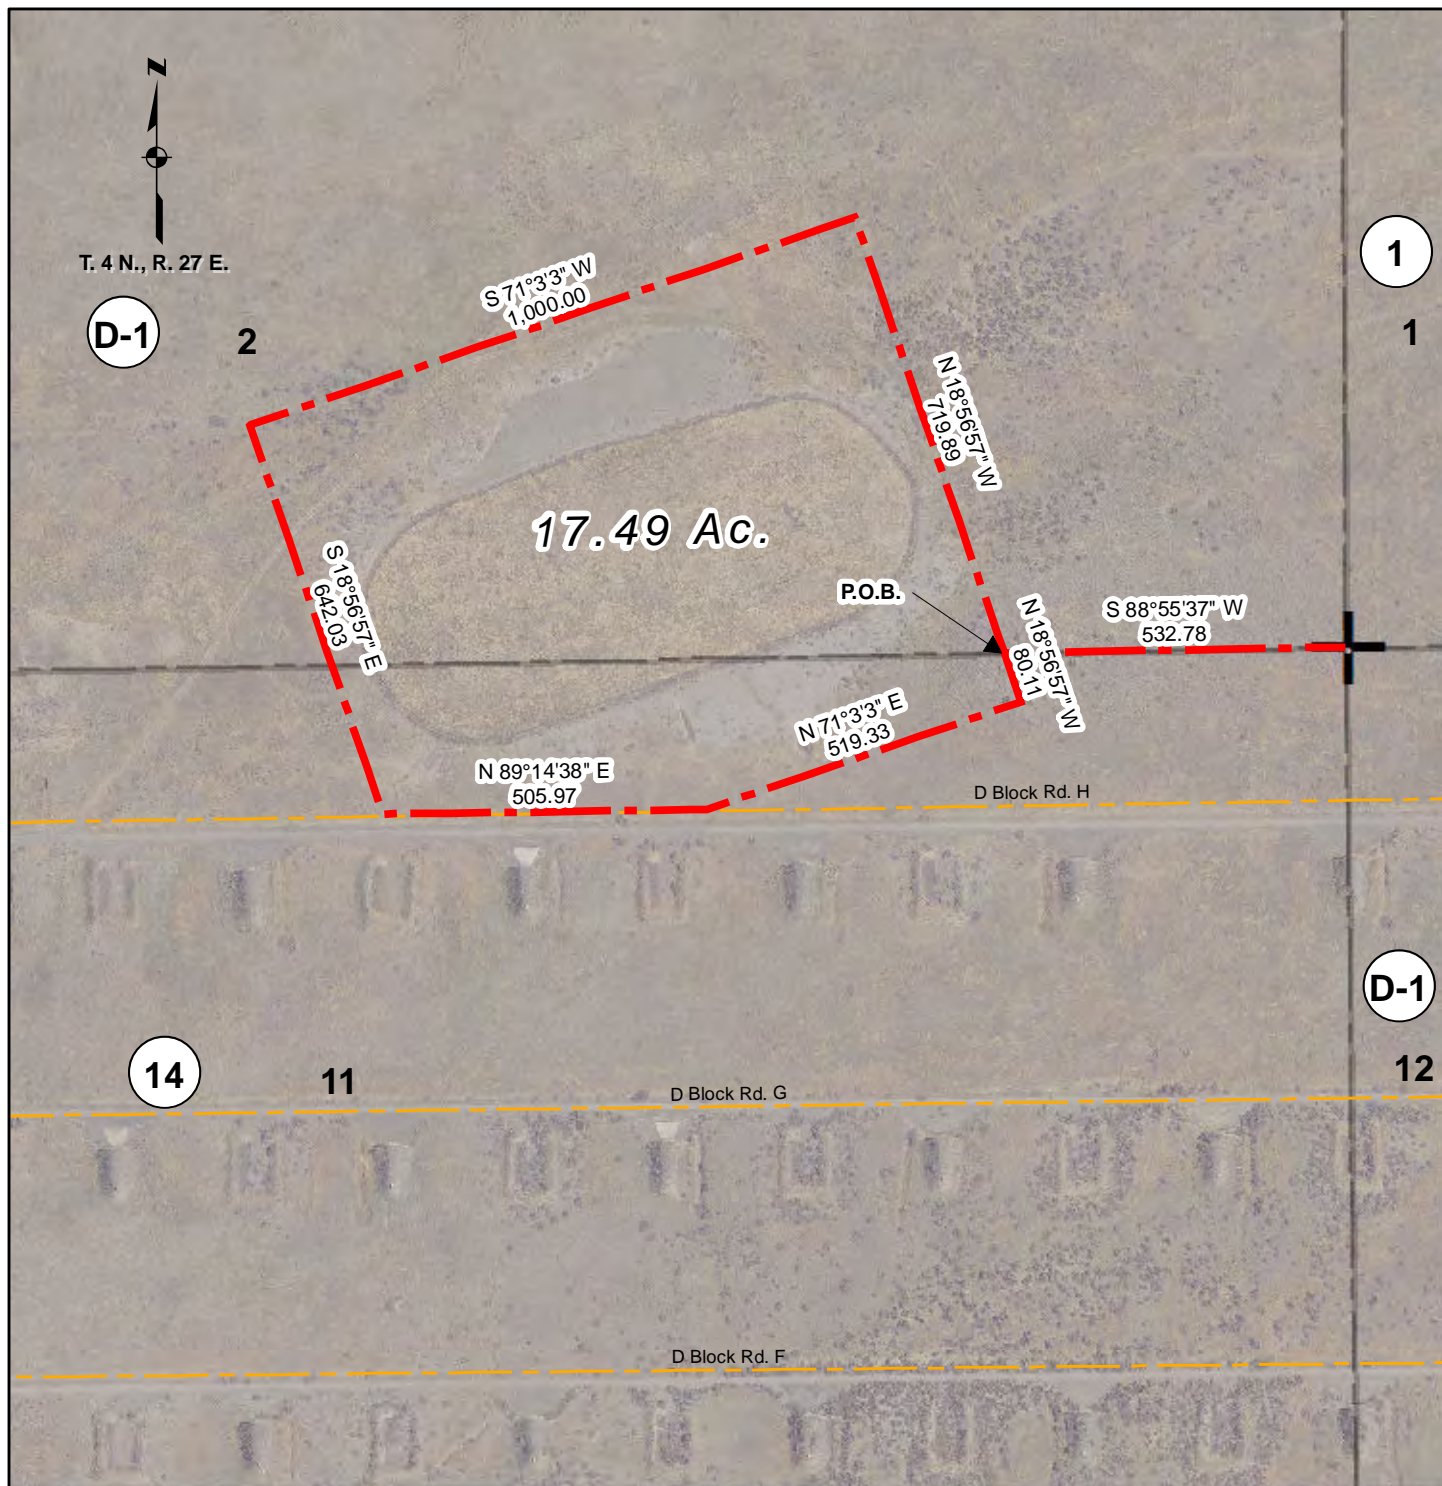 Z
T. 4 N., R. 27 E.
D-1
2
1
1
S 71°3'3" W
1,000.00
N 18°56'57" W
719.89
17.49 Ac.
S 18°56'57" E
642.03
P.O.B.
N 18°56'57" W
80.11
S 88°55'37" W
532.78
N 71°3'3" E
519.33
N 89°14'38" E
505.97
D Block Rd. H
D-1
14
11
12
D Block Rd. G
D Block Rd. F